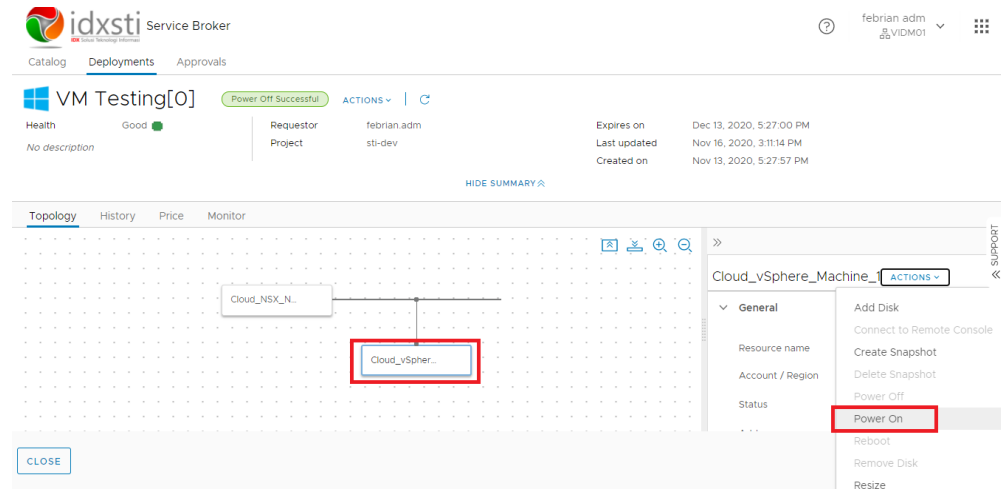 idxsti
IDX Solusi Teknologi Informasi
Service Broker
febrian adm
VIDM01
Catalog
Deployments
Approvals
VM Testing[0]
Power Off Successful
ACTIONS
Health
Good
No description
Requestor
febrian.adm
Project
sti-dev
Expires on
Dec 13, 2020, 5:27:00 PM
Last updated
Nov 16, 2020, 3:11:14 PM
Created on
Nov 13, 2020, 5:27:57 PM
HIDE SUMMARY
Topology
History
Price
Monitor
SUPPORT
Cloud_NSX_N...
Cloud_vSpher...
Cloud_vSphere_Machine_1
ACTIONS
General
Resource name
Account / Region
Status
Add Disk
Connect to Remote Console
Create Snapshot
Delete Snapshot
Power Off
Power On
Reboot
Remove Disk
Resize
CLOSE